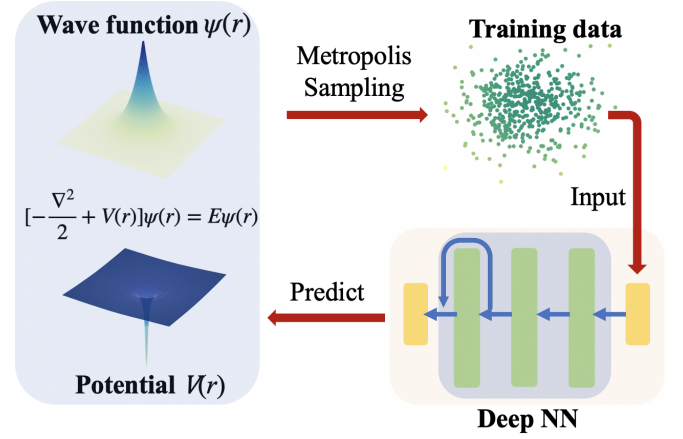 Wave function ψ(r)
[-∇²/2 + V(r)]ψ(r) = Eψ(r)
Potential V(r)
Metropolis
Sampling
Training data
Input
Predict
Deep NN